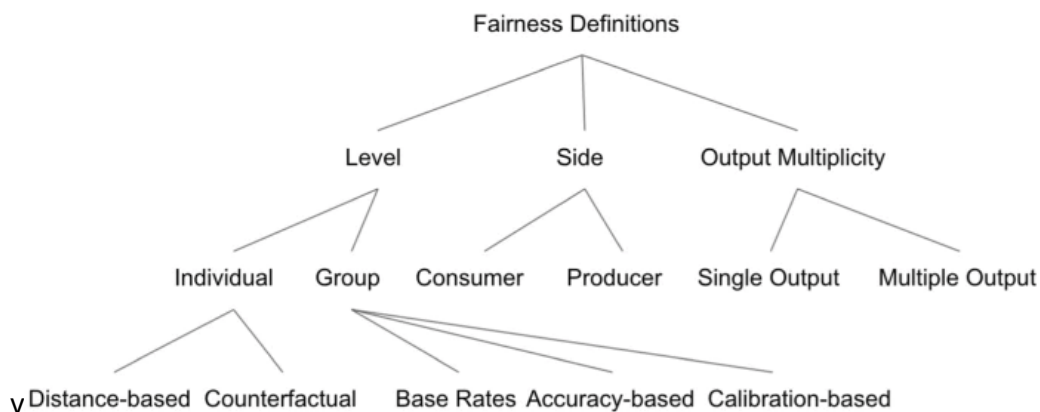 Fairness Definitions
Level Side Output Multiplicity
Individual Group Consumer Producer Single Output Multiple Output
v Distance-based Counterfactual Base Rates Accuracy-based Calibration-based